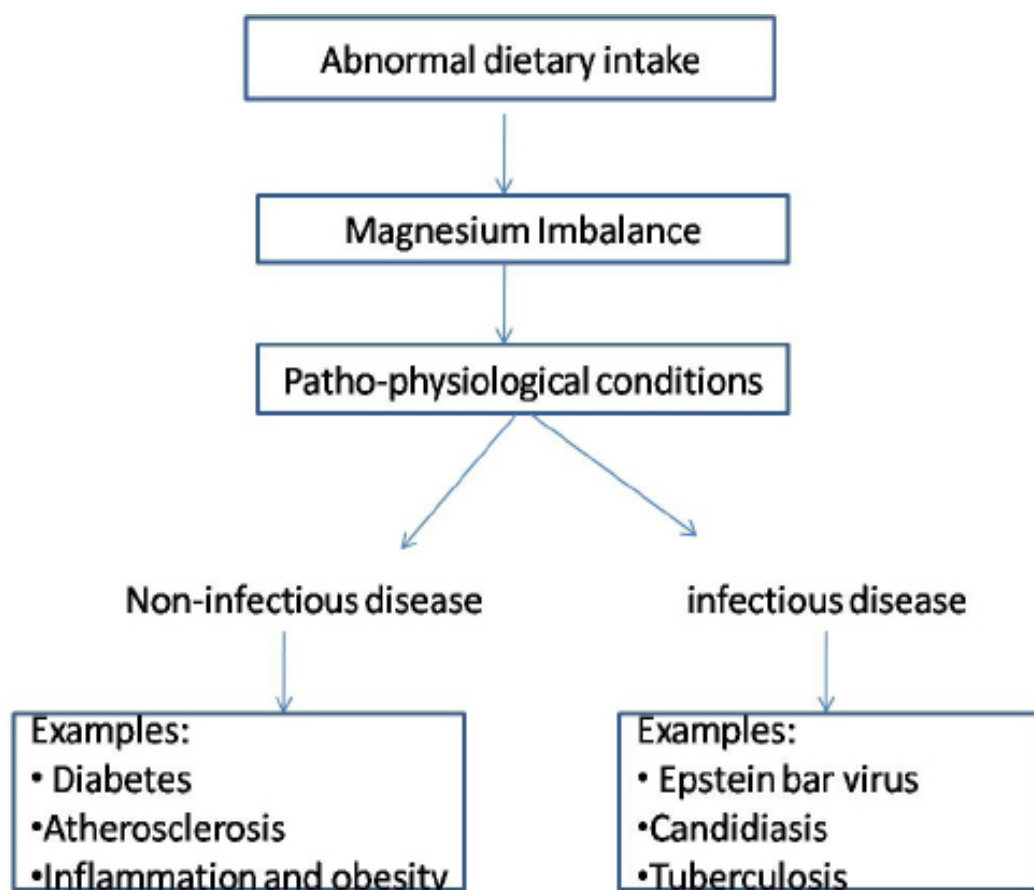 Abnormal dietary intake
Magnesium Imbalance
Patho-physiological conditions
Non-infectious disease
infectious disease
Examples:
• Diabetes
•Atherosclerosis
•Inflammation and obesity
Examples:
• Epstein bar virus
•Candidiasis
•Tuberculosis